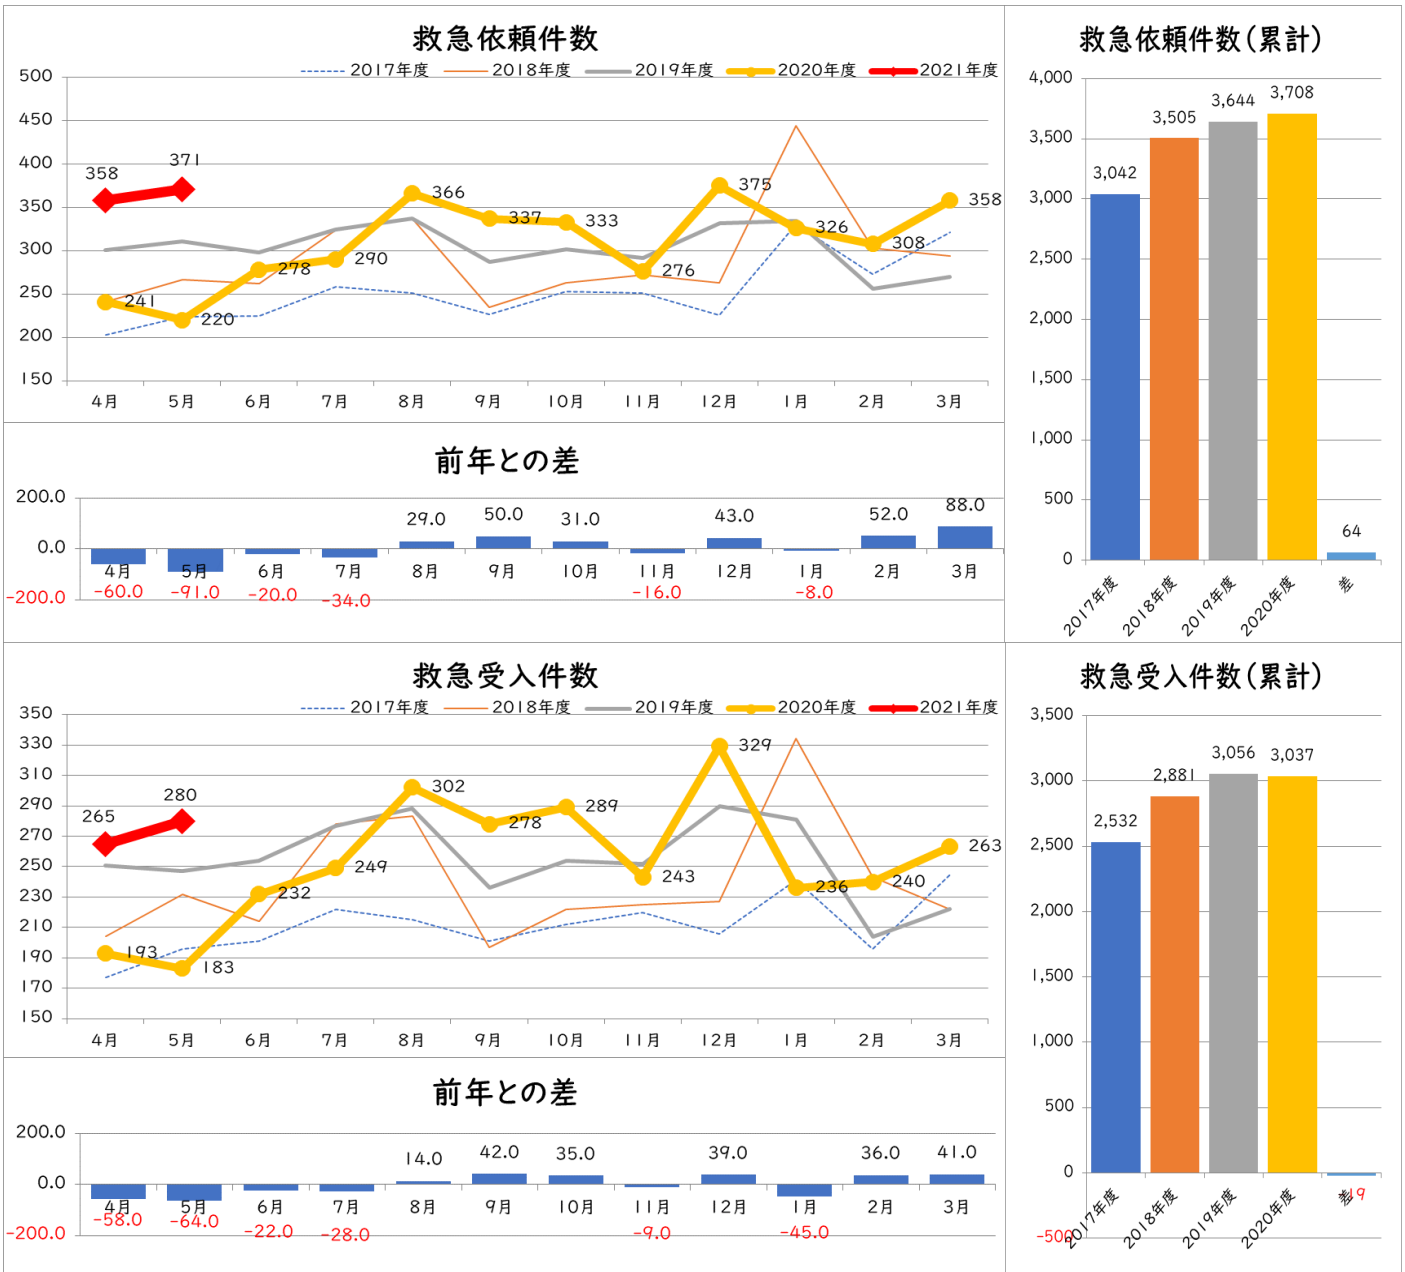 救急依頼件数
2017年度 2018年度 2019年度 2020年度 2021年度
500
450
400
350
300
250
200
150
358 371
241 220 278 290 366 337 333 276 375 326 308 358
4月 5月 6月 7月 8月 9月 10月 11月 12月 1月 2月 3月
前年との差
200.0
0.0
-200.0
29.0 50.0 31.0 43.0 52.0 88.0
4月 5月 6月 7月 8月 9月 10月 11月 12月 1月 2月 3月
-60.0 -91.0 -20.0 -34.0 -16.0 -8.0
救急依頼件数(累計)
4,000
3,500
3,000
2,500
2,000
1,500
1,000
500
0
3,042 3,505 3,644 3,708 64
2017年度 2018年度 2019年度 2020年度 差
救急受入件数
2017年度 2018年度 2019年度 2020年度 2021年度
350
330
310
290
270
250
230
210
190
170
150
265 280
193 183 232 249 302 278 289 243 329 236 240 263
4月 5月 6月 7月 8月 9月 10月 11月 12月 1月 2月 3月
前年との差
200.0
0.0
-200.0
14.0 42.0 35.0 39.0 36.0 41.0
4月 5月 6月 7月 8月 9月 10月 11月 12月 1月 2月 3月
-58.0 -64.0 -22.0 -28.0 -9.0 -45.0
救急受入件数(累計)
3,500
3,000
2,500
2,000
1,500
1,000
500
0
-500
2,532 2,881 3,056 3,037 -19
2017年度 2018年度 2019年度 2020年度 差